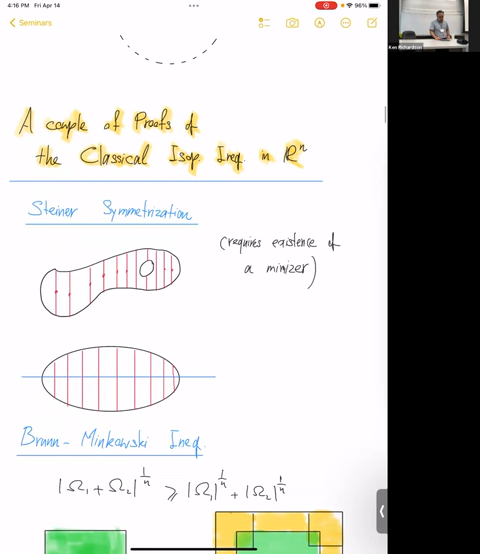 4:16 PM Fri Apr 14
96%
Seminars
Ken Richardson
A couple of Proofs of
the Classical Isop. Ineq. in ℝⁿ
Steiner Symmetrization
(requires existence of
a minizer)
Brunn-Minkowski Ineq.
|Ω₁ + Ω₂|^{1/n} ≥ |Ω₁|^{1/n} + |Ω₂|^{1/n}